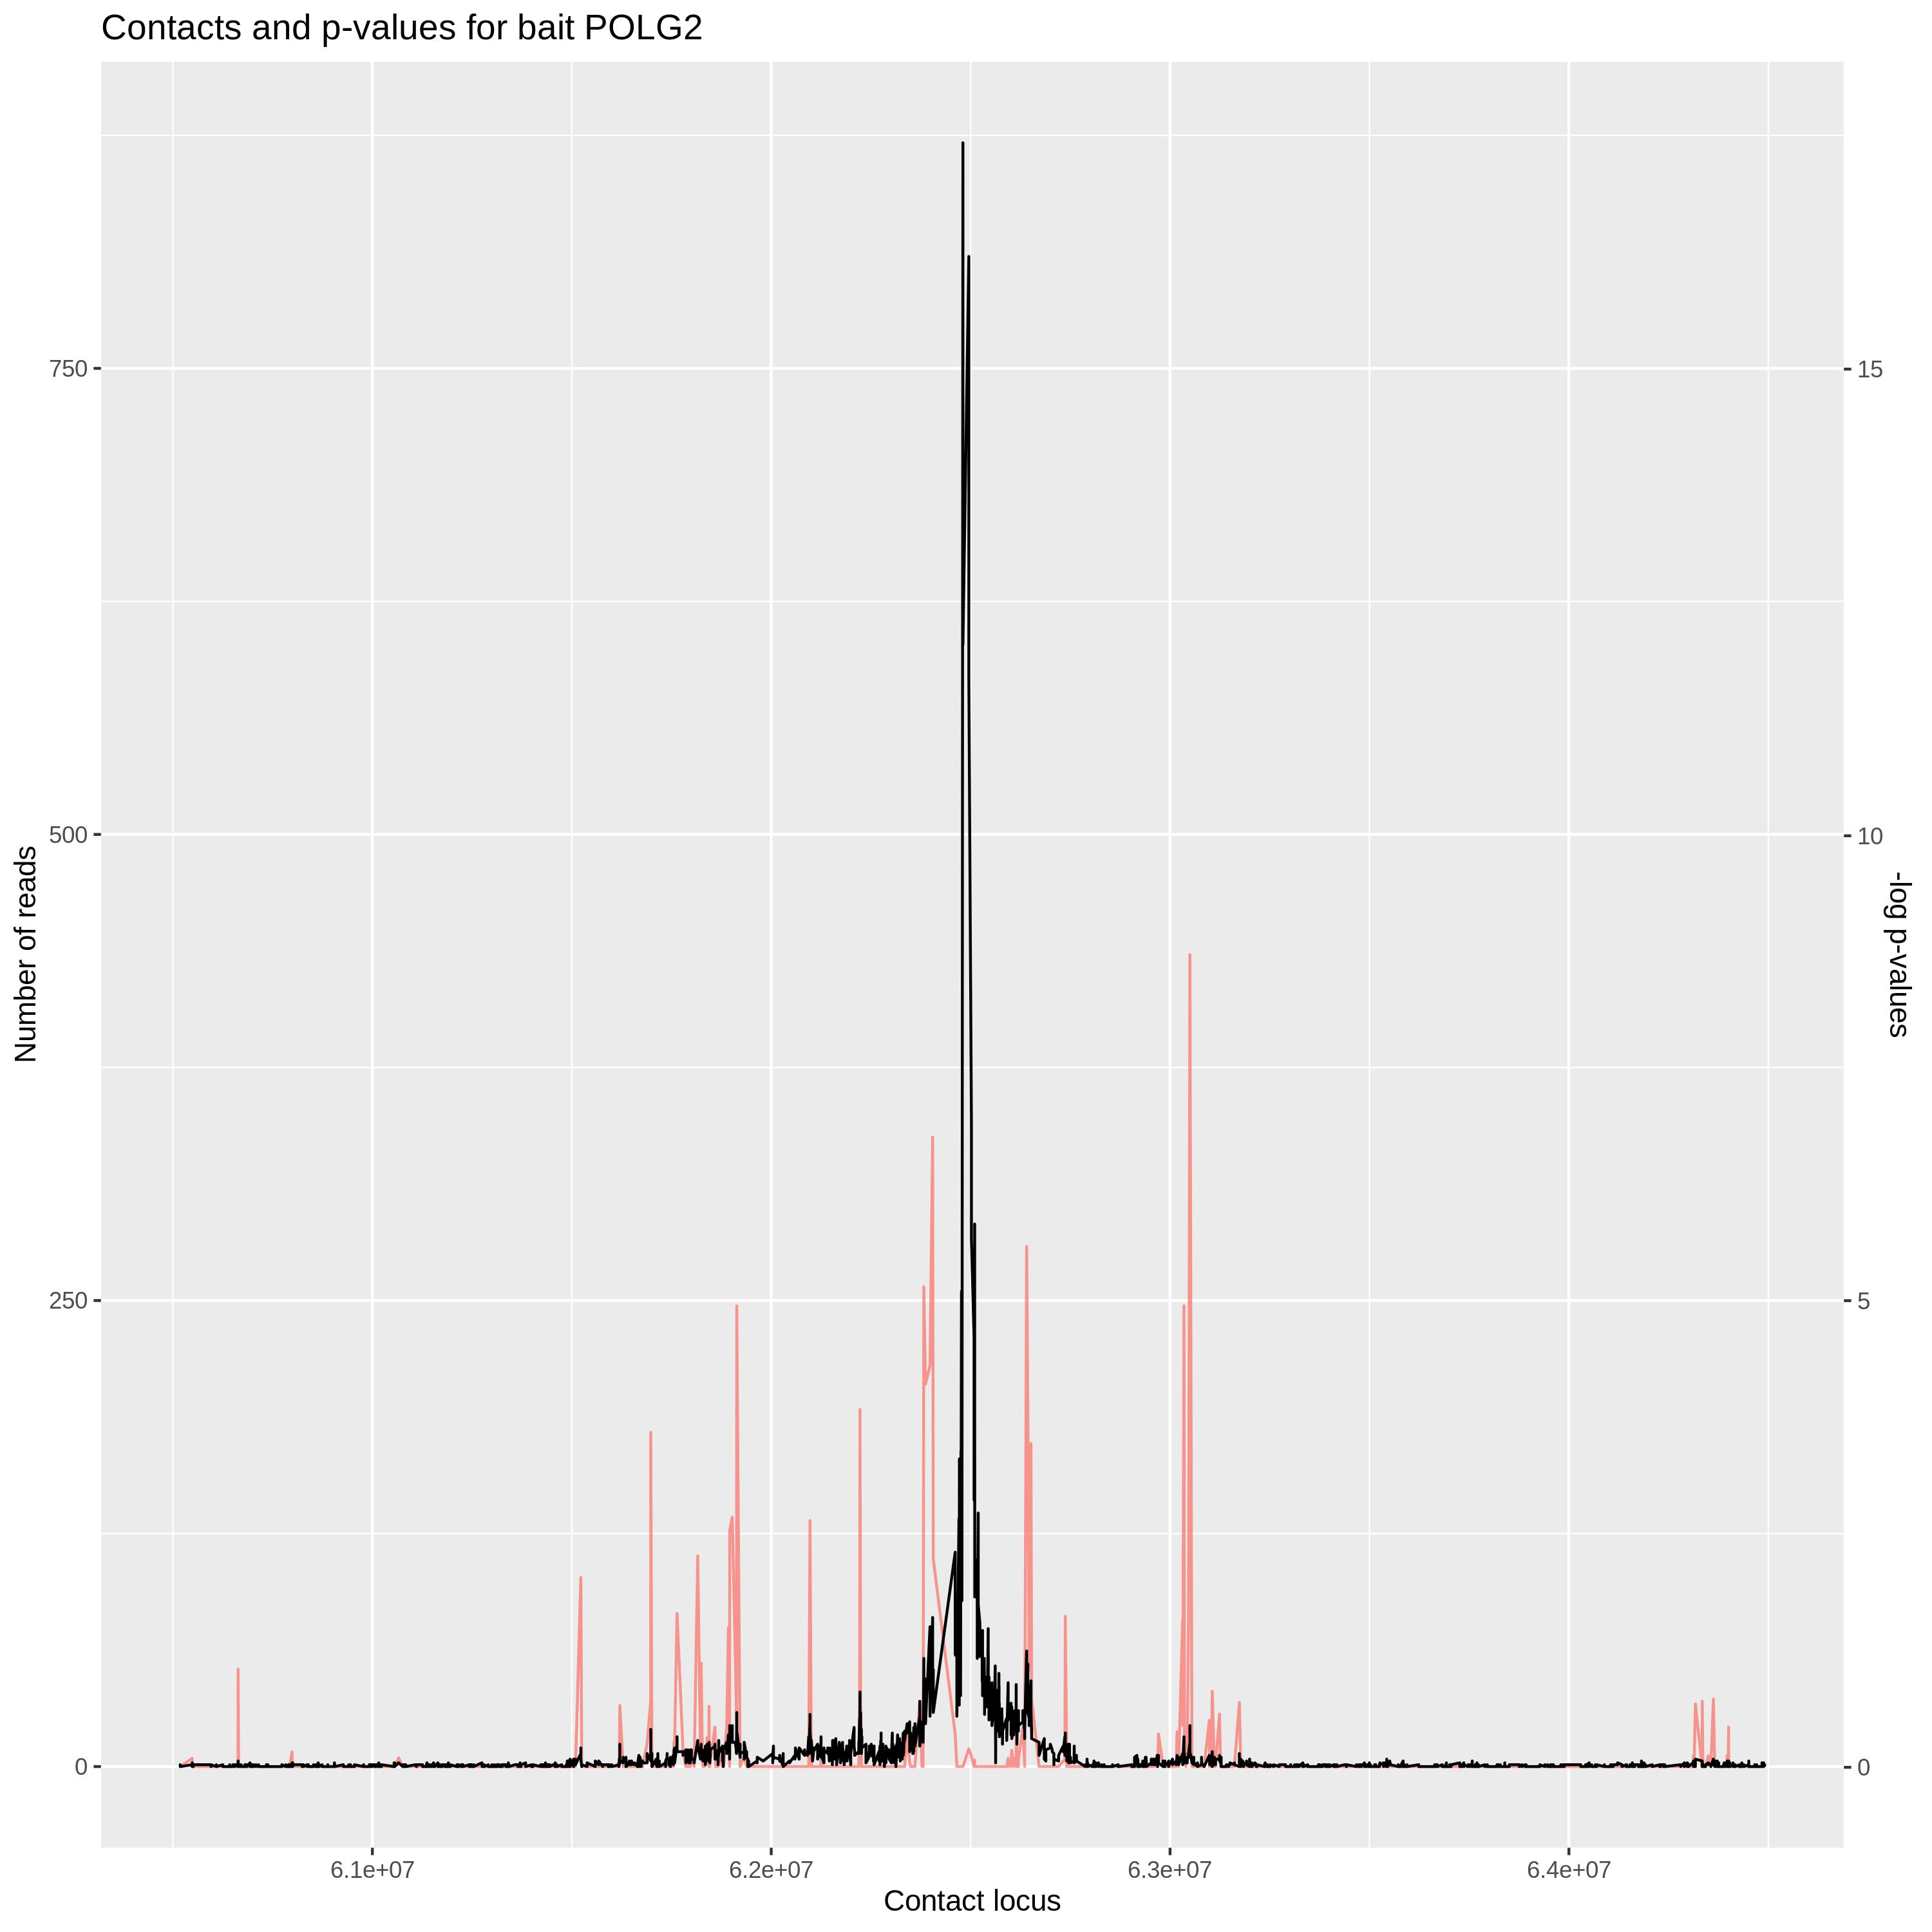 Contacts and p-values for bait POLG2
750
500
250
0
Number of reads
15
10
5
0
-log p-values
6.1e+07
6.2e+07
6.3e+07
6.4e+07
Contact locus